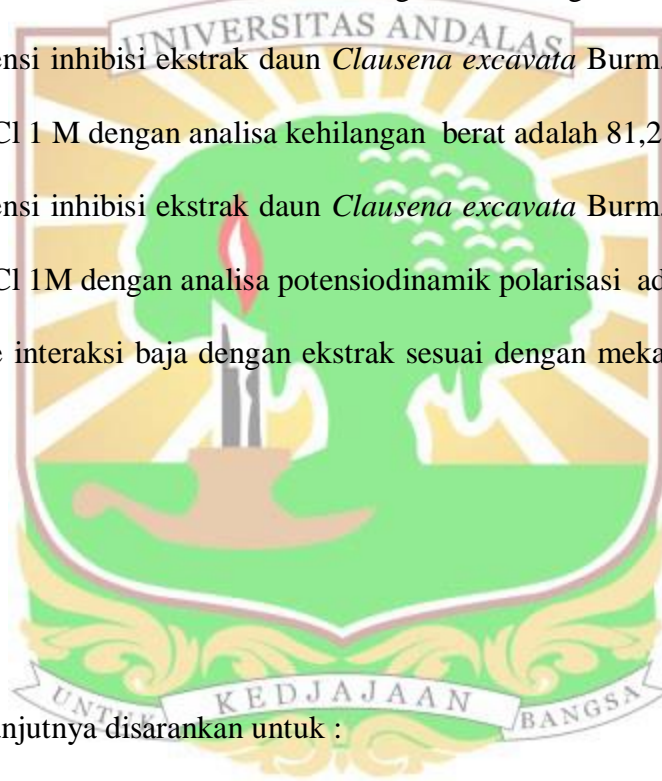 UNIVERSITAS ANDALAS
ensi inhibisi ekstrak daun Clausena excavata Burm.
Cl 1 M dengan analisa kehilangan berat adalah 81,2
ensi inhibisi ekstrak daun Clausena excavata Burm.
Cl 1M dengan analisa potensiodinamik polarisasi ad
e interaksi baja dengan ekstrak sesuai dengan meka
UNTUK KEDJAJAAN BANGSA
anjutnya disarankan untuk :